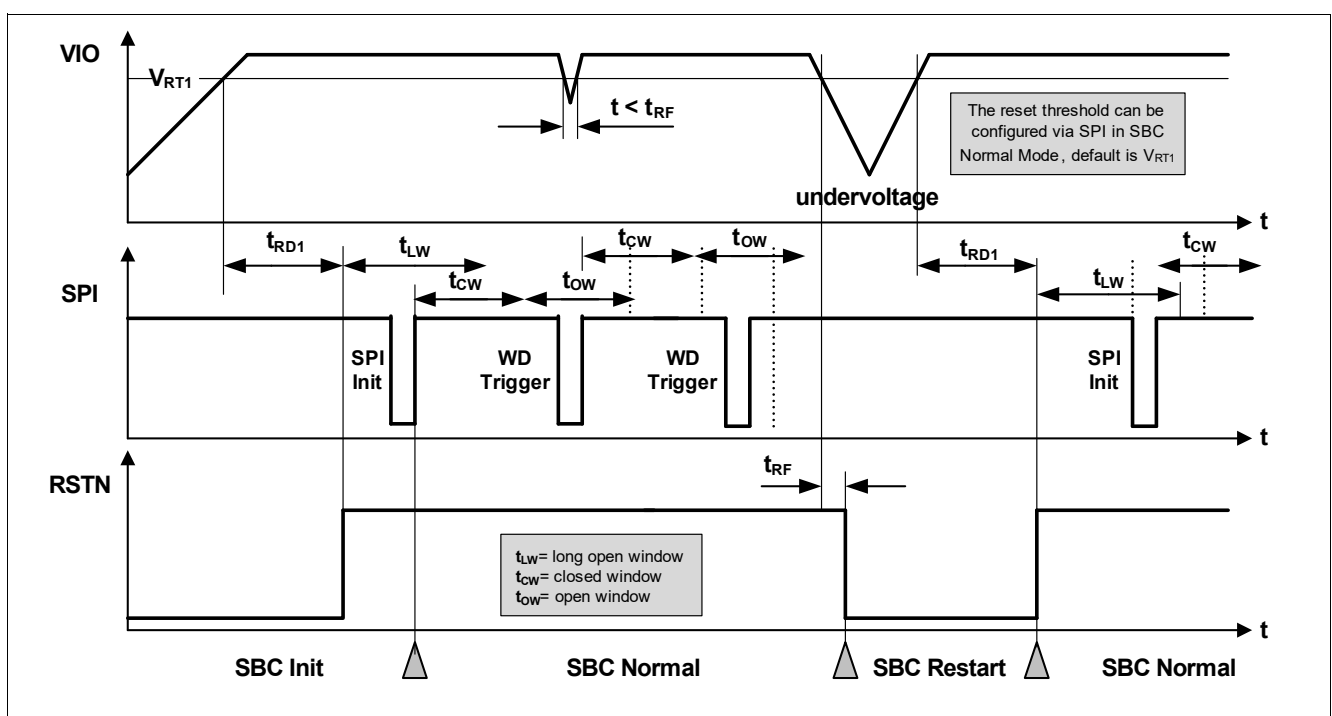 VIO
VRT1
t < tRF
The reset threshold can be
configured via SPI in SBC
Normal Mode, default is VRT1
undervoltage
t
tRD1
tLW
tCW
tOW
tCW
tOW
tRD1
tLW
tCW
SPI
SPI
Init
WD
Trigger
WD
Trigger
SPI
Init
t
RSTN
tRF
tLW= long open window
tCW= closed window
tOW= open window
t
SBC Init
SBC Normal
SBC Restart
SBC Normal